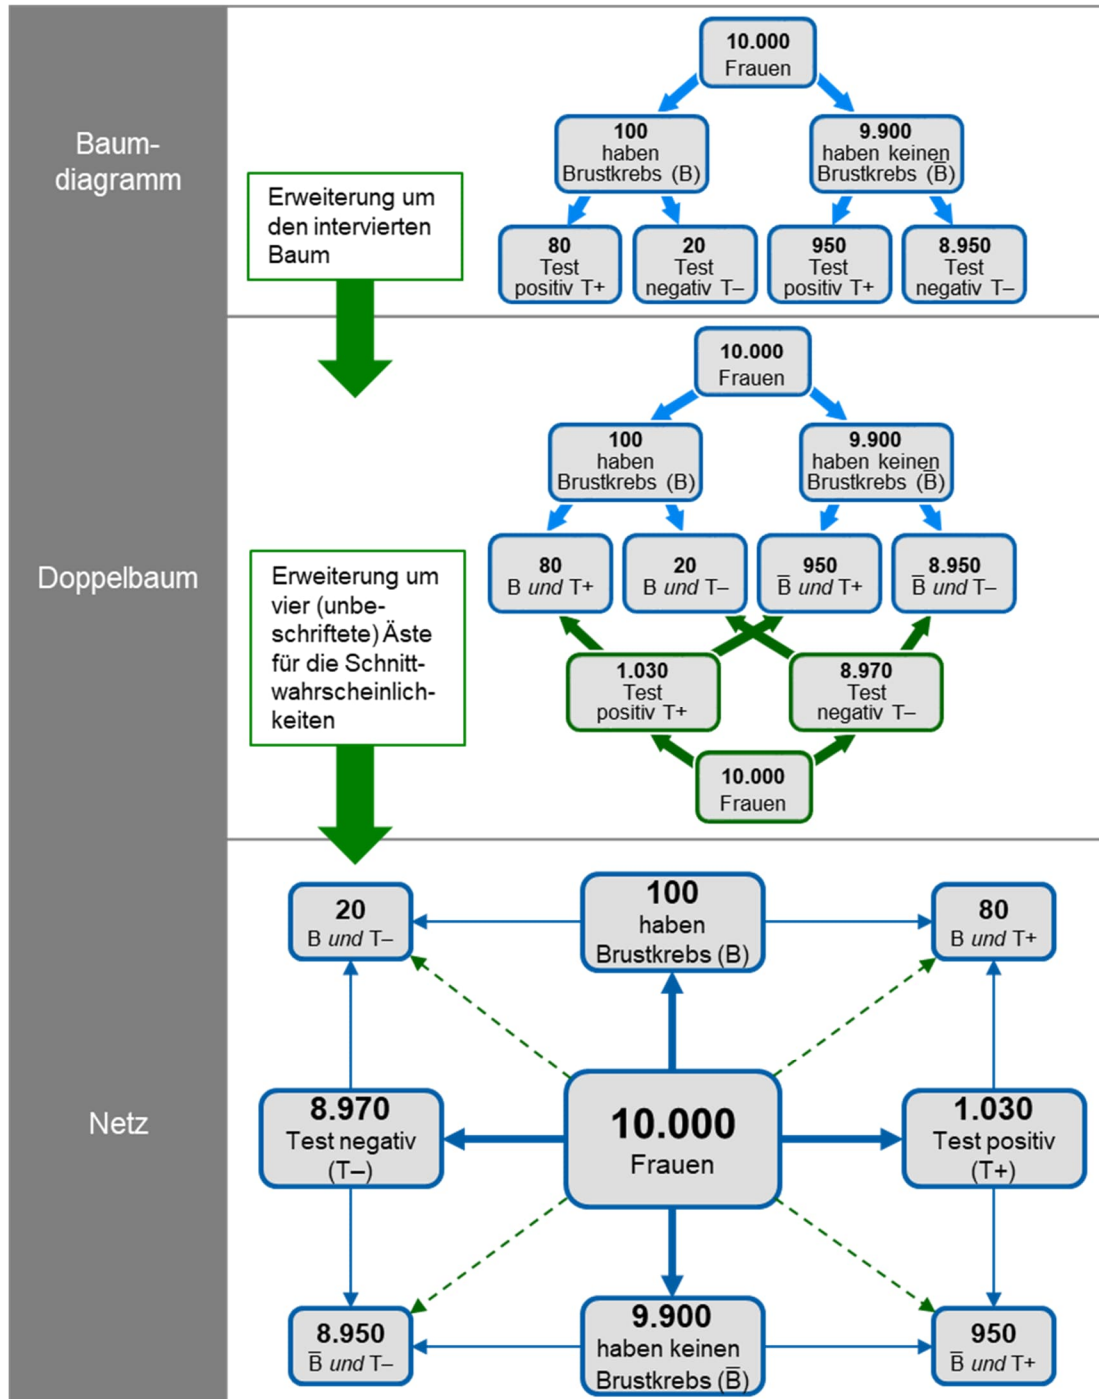 Baum-
diagramm
Erweiterung um
den intervierten
Baum
10.000
Frauen
100
haben
Brustkrebs (B)
9.900
haben keinen
Brustkrebs (B̅)
80
Test
positiv T+
20
Test
negativ T–
950
Test
positiv T+
8.950
Test
negativ T–
Doppelbaum
Erweiterung um
vier (unbe-
schriftete) Äste
für die Schnitt-
wahrscheinlich-
keiten
10.000
Frauen
100
haben
Brustkrebs (B)
9.900
haben keinen
Brustkrebs (B̅)
80
B und T+
20
B und T–
950
B̅ und T+
8.950
B̅ und T–
1.030
Test
positiv T+
8.970
Test
negativ T–
10.000
Frauen
Netz
20
B und T–
100
haben
Brustkrebs (B)
80
B und T+
8.970
Test negativ
(T–)
10.000
Frauen
1.030
Test positiv
(T+)
8.950
B̅ und T–
9.900
haben keinen
Brustkrebs (B̅)
950
B̅ und T+